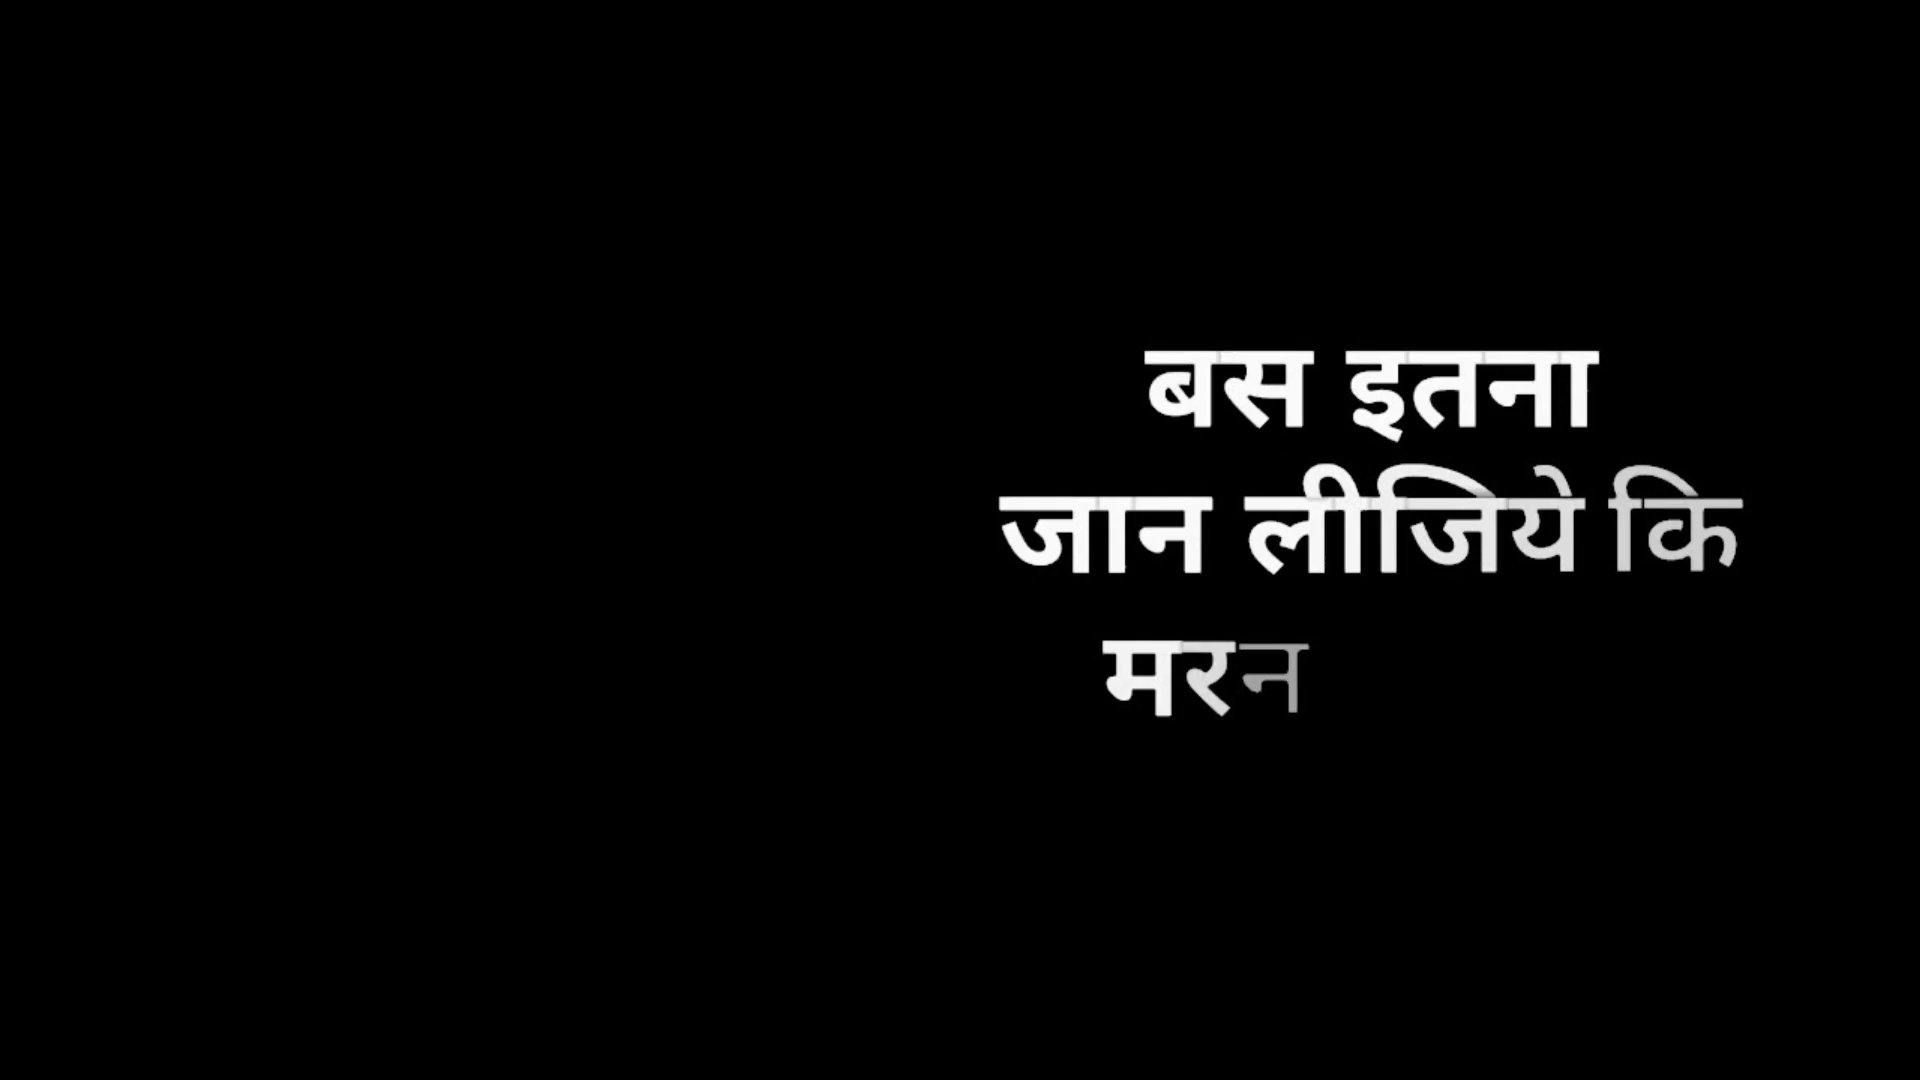 बस इतना
जान लीजिये कि
मरन